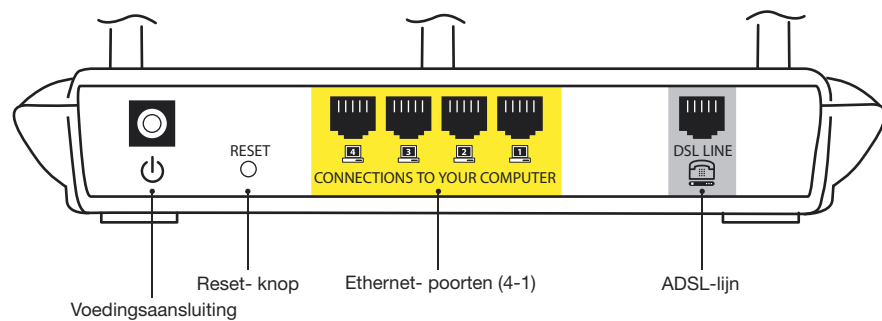 RESET
4 3 2 1
CONNECTIONS TO YOUR COMPUTER
DSL LINE
Reset- knop
Ethernet- poorten (4-1)
ADSL-lijn
Voedingsaansluiting